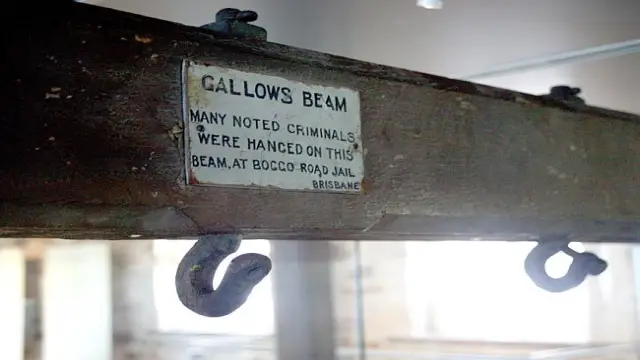 GALLOWS BEAM
MANY NOTED CRIMINALS
WERE HANGED ON THIS
BEAM, AT BOGGO ROAD JAIL
BRISBANE